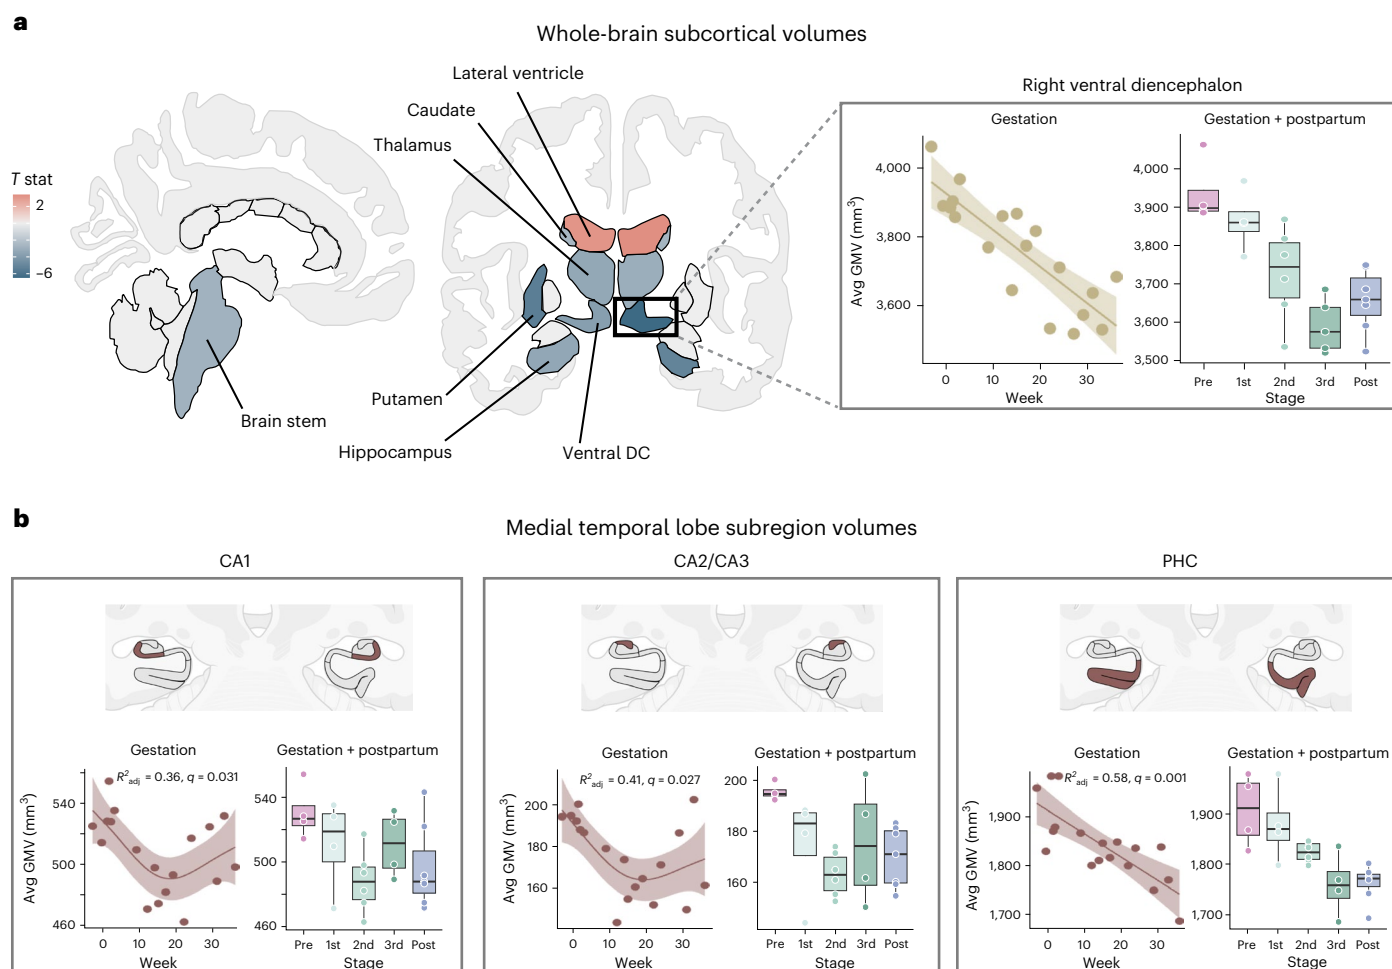 a
Whole-brain subcortical volumes
Lateral ventricle
Caudate
Thalamus
T stat
2
–6
Putamen
Brain stem
Hippocampus
Ventral DC
Right ventral diencephalon
Gestation
Avg GMV (mm³)
4,000
3,800
3,600
0 10 20 30
Week
Gestation + postpartum
4,000
3,900
3,800
3,700
3,600
3,500
Pre 1st 2nd 3rd Post
Stage
b
Medial temporal lobe subregion volumes
CA1
Gestation
R²adj = 0.36, q = 0.031
Avg GMV (mm³)
540
500
460
0 10 20 30
Week
Gestation + postpartum
540
500
460
Pre 1st 2nd 3rd Post
Stage
CA2/CA3
Gestation
R²adj = 0.41, q = 0.027
Avg GMV (mm³)
200
180
160
0 10 20 30
Week
Gestation + postpartum
200
180
160
Pre 1st 2nd 3rd Post
Stage
PHC
Gestation
R²adj = 0.58, q = 0.001
Avg GMV (mm³)
1,900
1,800
1,700
0 10 20 30
Week
Gestation + postpartum
1,900
1,800
1,700
Pre 1st 2nd 3rd Post
Stage